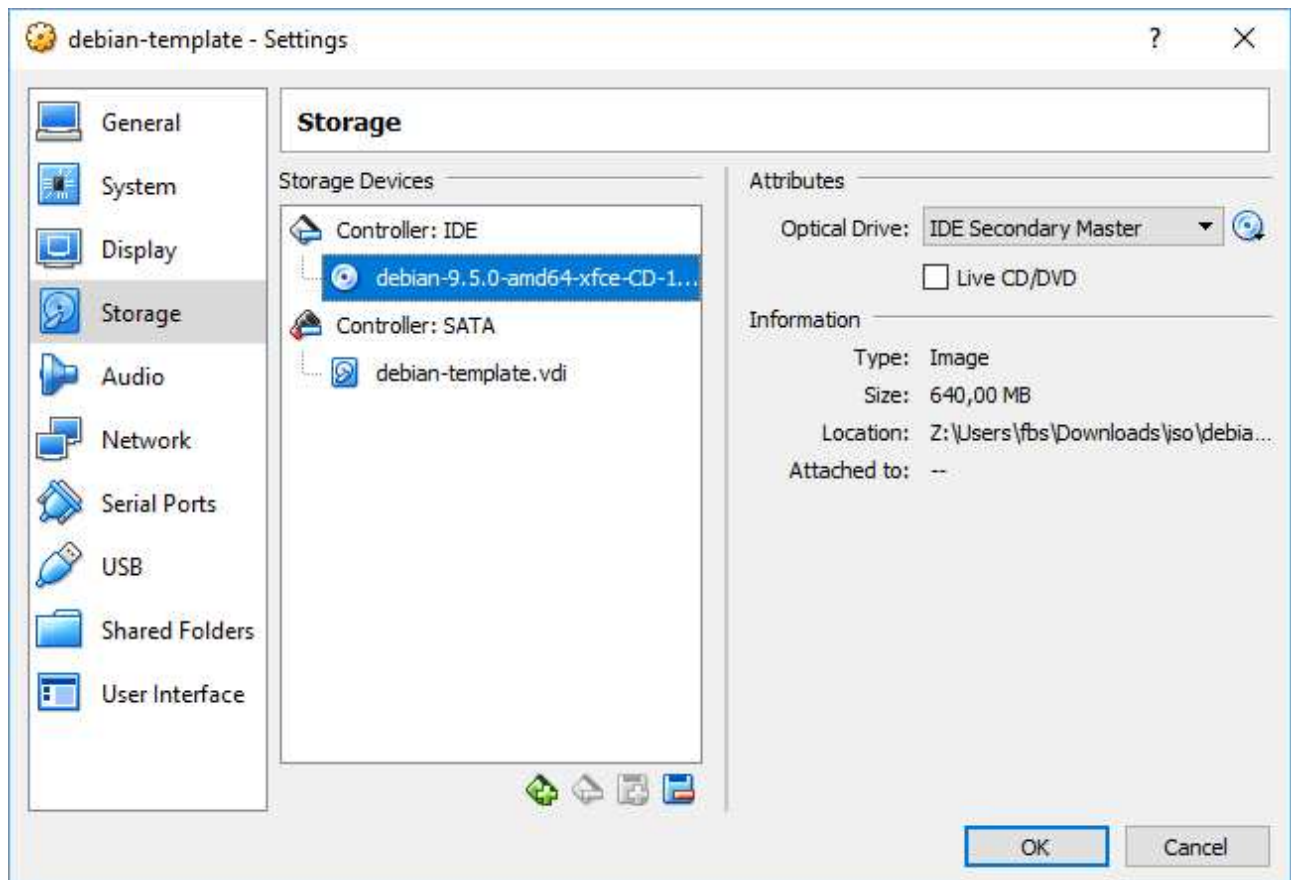 debian-template - Settings
?
General
System
Display
Storage
Audio
Network
Serial Ports
USB
Shared Folders
User Interface
Storage
Storage Devices
Controller: IDE
debian-9.5.0-amd64-xfce-CD-1...
Controller: SATA
debian-template.vdi
Attributes
Optical Drive: IDE Secondary Master
Live CD/DVD
Information
Type: Image
Size: 640,00 MB
Location: Z:\Users\fbs\Downloads\iso\debia...
Attached to: --
OK
Cancel